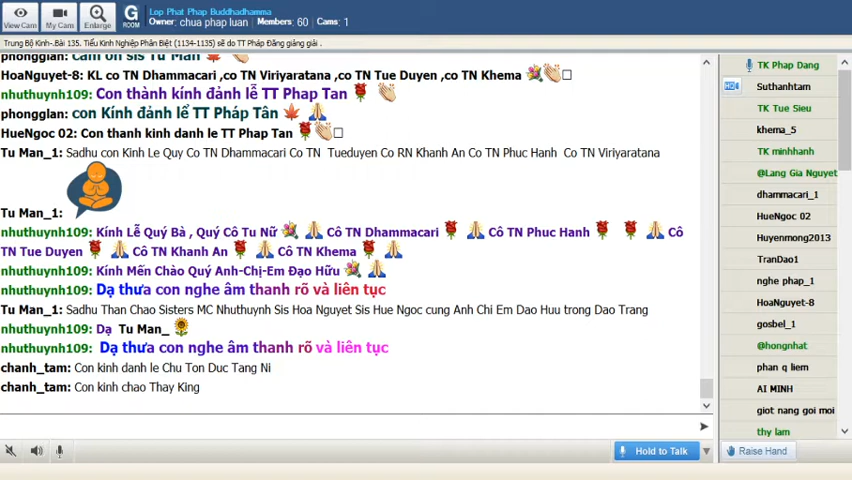 Lop Phat Phap Buddhadhamma
Owner: chua phap luan Members: 60 Cams: 1
View Cam
My Cam
Enlarge
G
ROOM
Trung Bộ Kinh-.Bài 135. Tiểu Kinh Nghiệp Phân Biệt (1134-1135) sẽ do TT Pháp Đăng giảng giải .
phongglan: cam on sis Tu Man
HoaNguyet-8: KL co TN Dhammacari ,co TN Viriyaratana ,co TN Tue Duyen ,co TN Khema
nhuthuynh109: Con thành kính đảnh lễ TT Phap Tan
phongglan: con Kính đảnh lể TT Pháp Tân
HueNgoc 02: Con thanh kinh danh le TT Phap Tan
Tu Man_1: Sadhu con Kinh Le Quy Co TN Dhammacari Co TN Tueduyen Co RN Khanh An Co TN Phuc Hanh Co TN Viriyaratana
Tu Man_1:
nhuthuynh109: Kính Lễ Quý Bà , Quý Cô Tu Nữ Cô TN Dhammacari Cô TN Phuc Hanh Cô
TN Tue Duyen Cô TN Khanh An Cô TN Khema
nhuthuynh109: Kính Mến Chào Quý Anh-Chị-Em Đạo Hữu
nhuthuynh109: Dạ thưa con nghe âm thanh rõ và liên tục
Tu Man_1: Sadhu Than Chao Sisters MC Nhuthuynh Sis Hoa Nguyet Sis Hue Ngoc cung Anh Chi Em Dao Huu trong Dao Trang
nhuthuynh109: Dạ Tu Man_
nhuthuynh109: Dạ thưa con nghe âm thanh rõ và liên tục
chanh_tam: Con kinh danh le Chu Ton Duc Tang Ni
chanh_tam: Con kinh chao Thay King
Hold to Talk
TK Phap Dang
Suthanhtam
TK Tue Sieu
khema_5
TK minhhanh
@Lang Gia Nguyet
dhammacari_1
HueNgoc 02
Huyenmong2013
TranDao1
nghe phap_1
HoaNguyet-8
gosbel_1
@hongnhat
phan q liem
AI MINH
giot nang goi moi
thy lam
Raise Hand